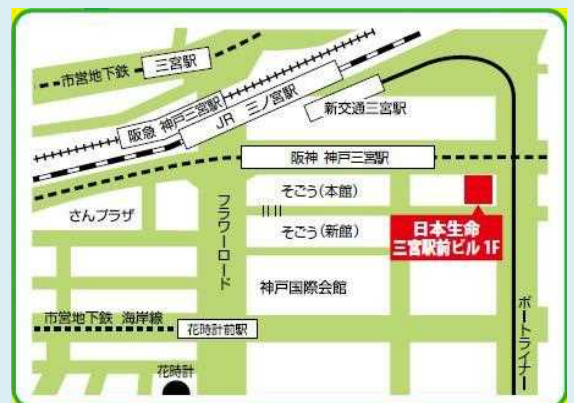 三宮駅
市営地下鉄
阪急 神戸三宮駅
JR 三ノ宮駅
新交通三宮駅
阪神 神戸三宮駅
さんプラザ
フラワーロード
そごう(本館)
そごう(新館)
日本生命
三宮駅前ビル 1F
神戸国際会館
市営地下鉄 海岸線
花時計前駅
花時計
ポートライナー